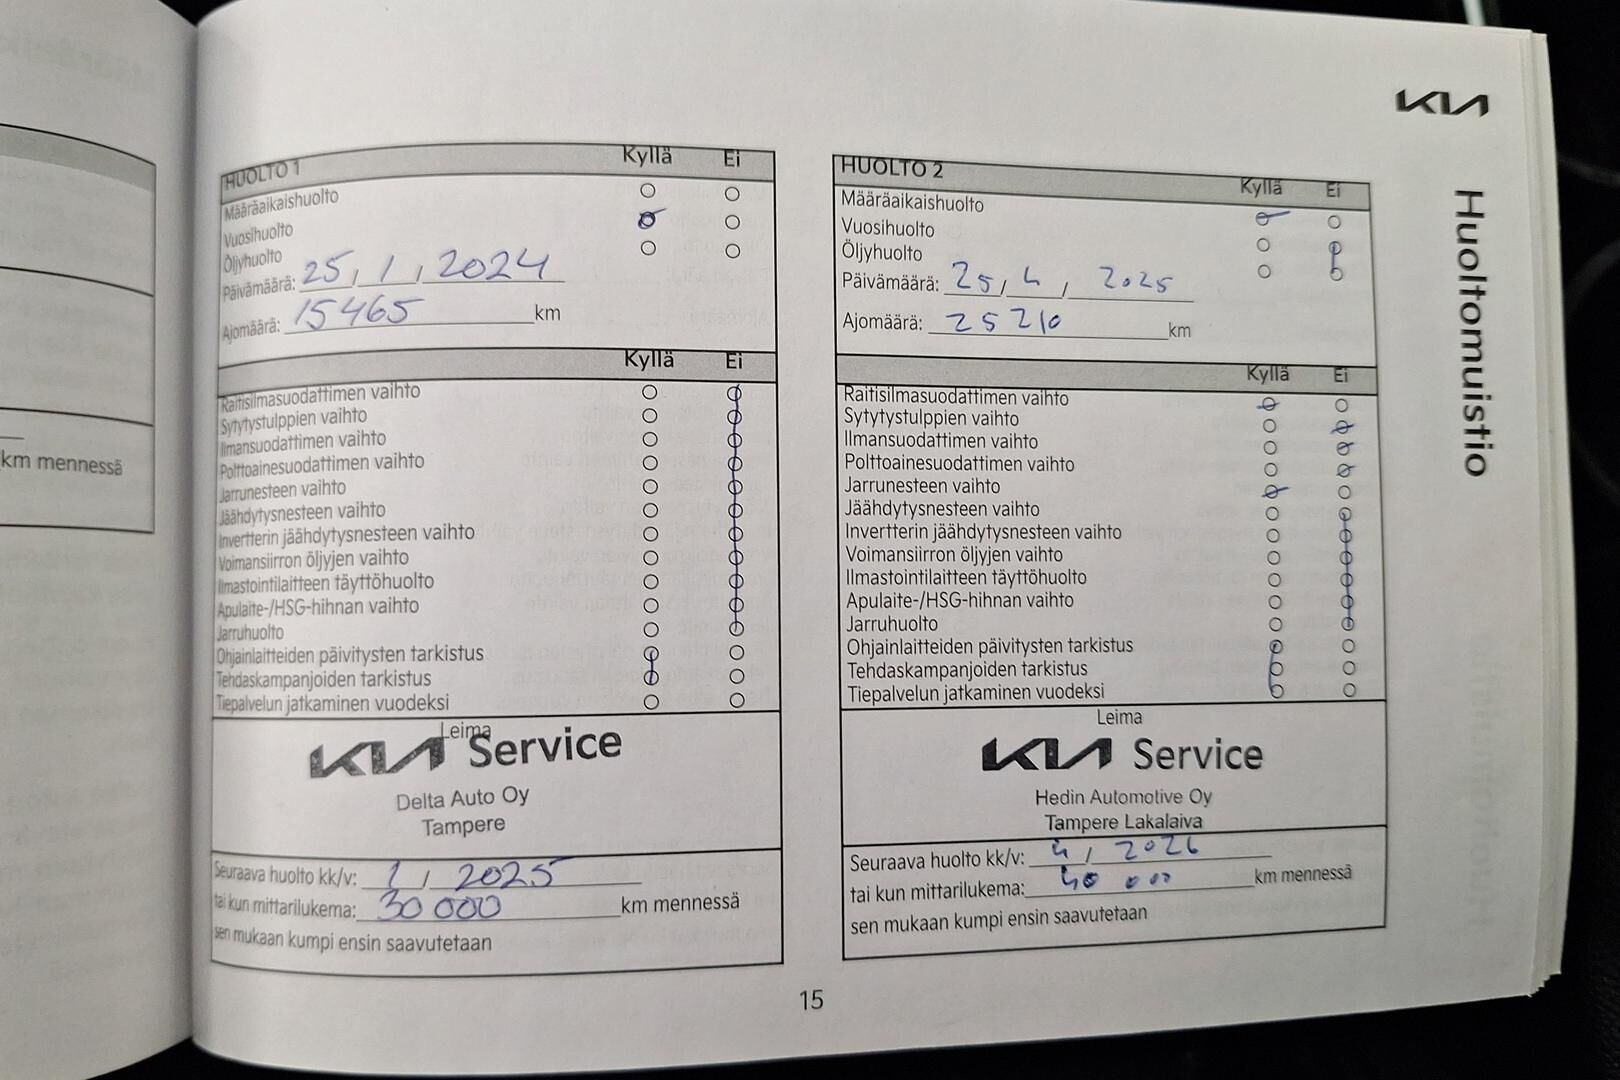 km mennessä
KIA
Huoltomuistio
HUOLTO 1 Kyllä Ei
Määräaikaishuolto
Vuosihuolto
Öljyhuolto
Päivämäärä: 25 / 1 / 2024
Ajomäärä: 15465 km
Kyllä Ei
Raitisilmasuodattimen vaihto
Sytytystulppien vaihto
Ilmansuodattimen vaihto
Polttoainesuodattimen vaihto
Jarrunesteen vaihto
Jäähdytysnesteen vaihto
Invertterin jäähdytysnesteen vaihto
Voimansiirron öljyjen vaihto
Ilmastointilaitteen täyttöhuolto
Apulaite-/HSG-hihnan vaihto
Jarruhuolto
Ohjainlaitteiden päivitysten tarkistus
Tehdaskampanjoiden tarkistus
Tiepalvelun jatkaminen vuodeksi
Leima
KIA Service
Delta Auto Oy
Tampere
Seuraava huolto kk/v: 1 / 2025
tai kun mittarilukema: 30 000 km mennessä
sen mukaan kumpi ensin saavutetaan
HUOLTO 2 Kyllä Ei
Määräaikaishuolto
Vuosihuolto
Öljyhuolto
Päivämäärä: 25 / 4 / 2025
Ajomäärä: 25210 km
Kyllä Ei
Raitisilmasuodattimen vaihto
Sytytystulppien vaihto
Ilmansuodattimen vaihto
Polttoainesuodattimen vaihto
Jarrunesteen vaihto
Jäähdytysnesteen vaihto
Invertterin jäähdytysnesteen vaihto
Voimansiirron öljyjen vaihto
Ilmastointilaitteen täyttöhuolto
Apulaite-/HSG-hihnan vaihto
Jarruhuolto
Ohjainlaitteiden päivitysten tarkistus
Tehdaskampanjoiden tarkistus
Tiepalvelun jatkaminen vuodeksi
Leima
KIA Service
Hedin Automotive Oy
Tampere Lakalaiva
Seuraava huolto kk/v: 4 / 2026
tai kun mittarilukema: 40 000 km mennessä
sen mukaan kumpi ensin saavutetaan
15